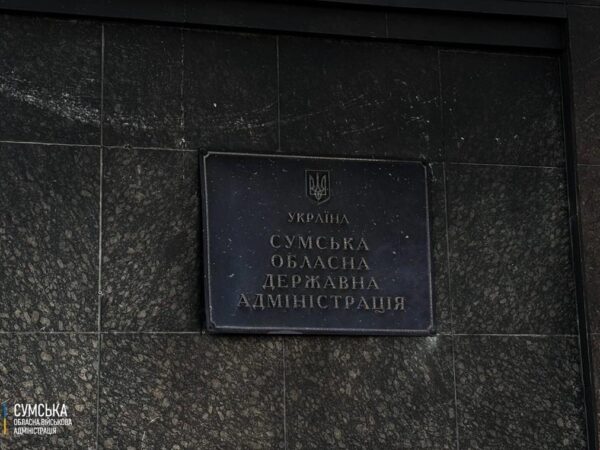 УКРАЇНА
СУМСЬКА
ОБЛАСНА
ДЕРЖАВНА
АДМІНІСТРАЦІЯ
СУМСЬКА
ОБЛАСНА ВІЙСЬКОВА
АДМІНІСТРАЦІЯ